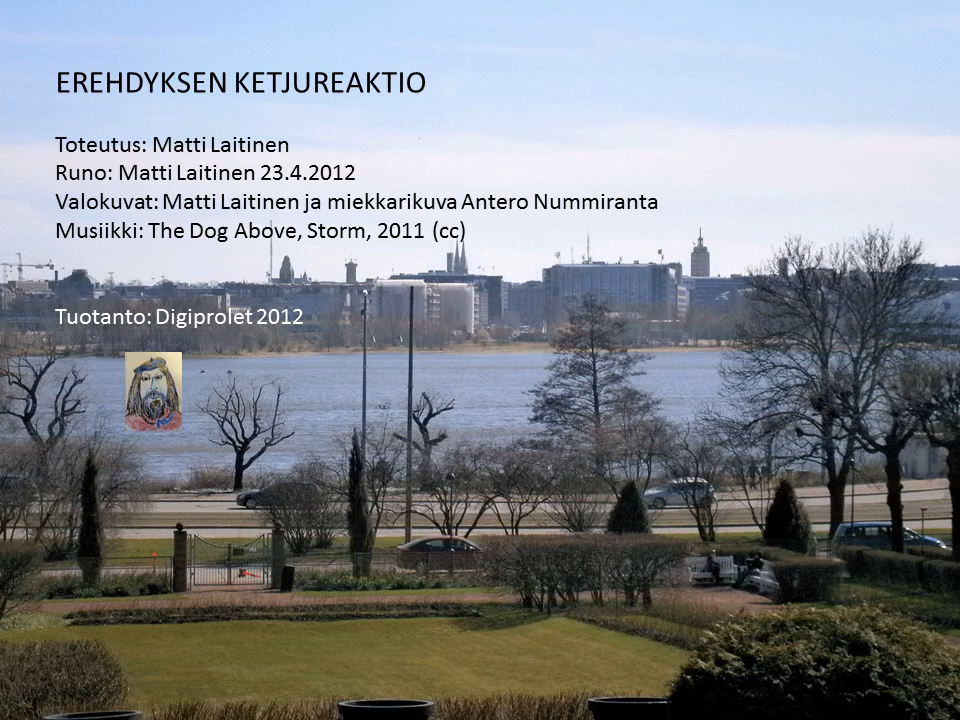 EREHDYKSEN KETJUREAKTIO
Toteutus: Matti Laitinen
Runo: Matti Laitinen 23.4.2012
Valokuvat: Matti Laitinen ja miekkarikuva Antero Nummiranta
Musiikki: The Dog Above, Storm, 2011 (cc)
Tuotanto: Digiprolet 2012